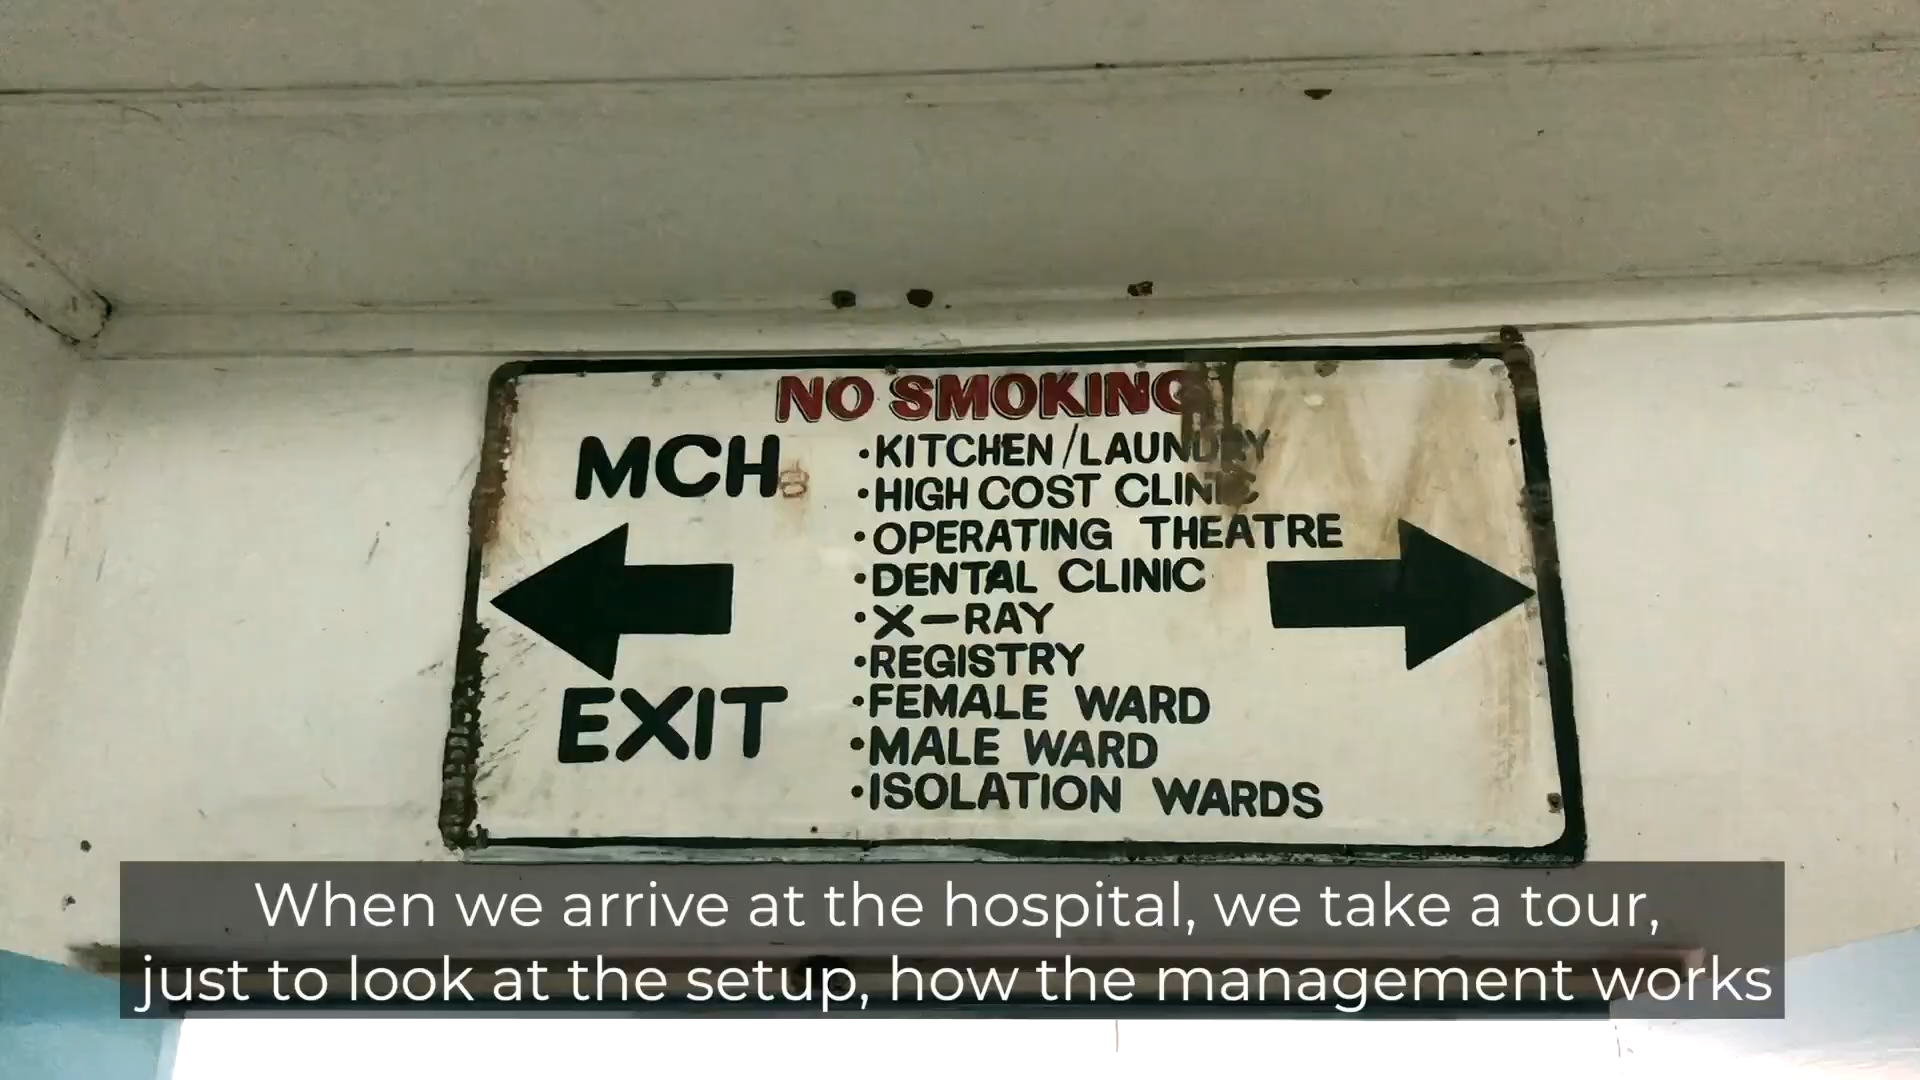 NO SMOKING
MCH
EXIT
•KITCHEN/LAUNDRY
•HIGH COST CLINIC
•OPERATING THEATRE
•DENTAL CLINIC
•X-RAY
•REGISTRY
•FEMALE WARD
•MALE WARD
•ISOLATION WARDS
When we arrive at the hospital, we take a tour,
just to look at the setup, how the management works